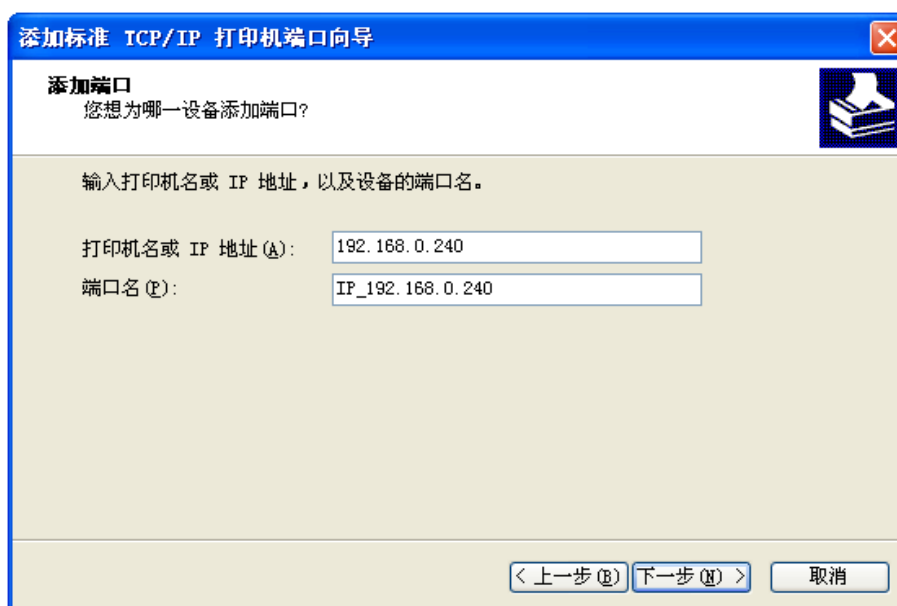 添加标准 TCP/IP 打印机端口向导
添加端口
您想为哪一设备添加端口?
输入打印机名或 IP 地址,以及设备的端口名。
打印机名或 IP 地址(A): 192.168.0.240
端口名(P): IP_192.168.0.240
< 上一步(B) 下一步(N) > 取消